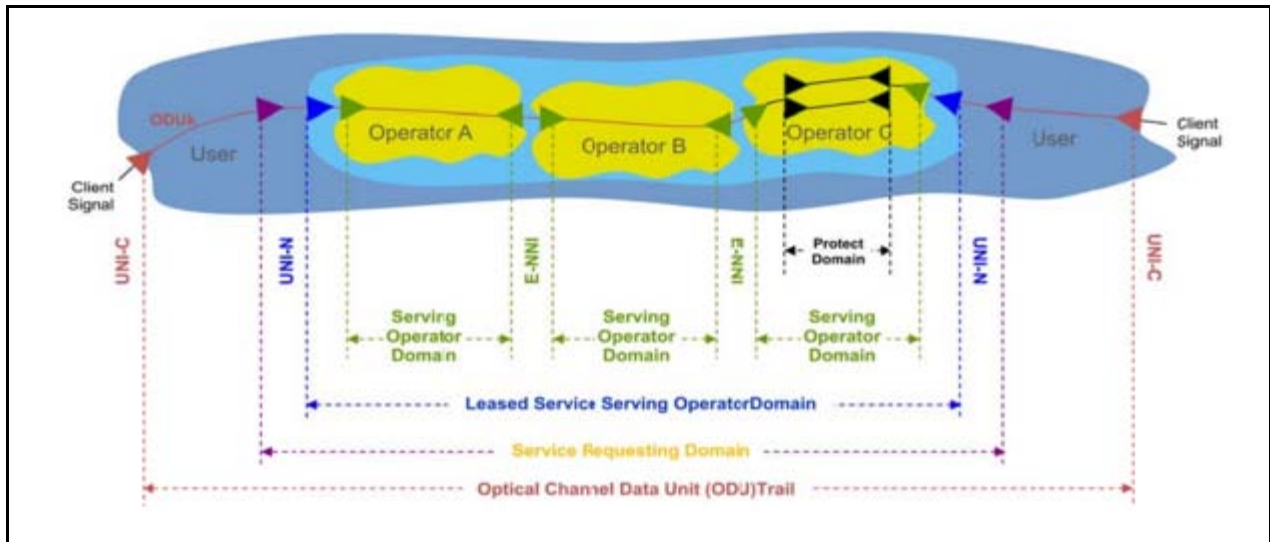 ODUk
User
Operator A
Operator B
Operator C
User
Client
Signal
Client
Signal
UNI-C
UNI-N
E-NNI
E-NNI
Protect
Domain
UNI-N
UNI-C
Serving
Operator
Domain
Serving
Operator
Domain
Serving
Operator
Domain
Leased Service Serving OperatorDomain
Service Requesting Domain
Optical Channel Data Unit (ODU)Trail